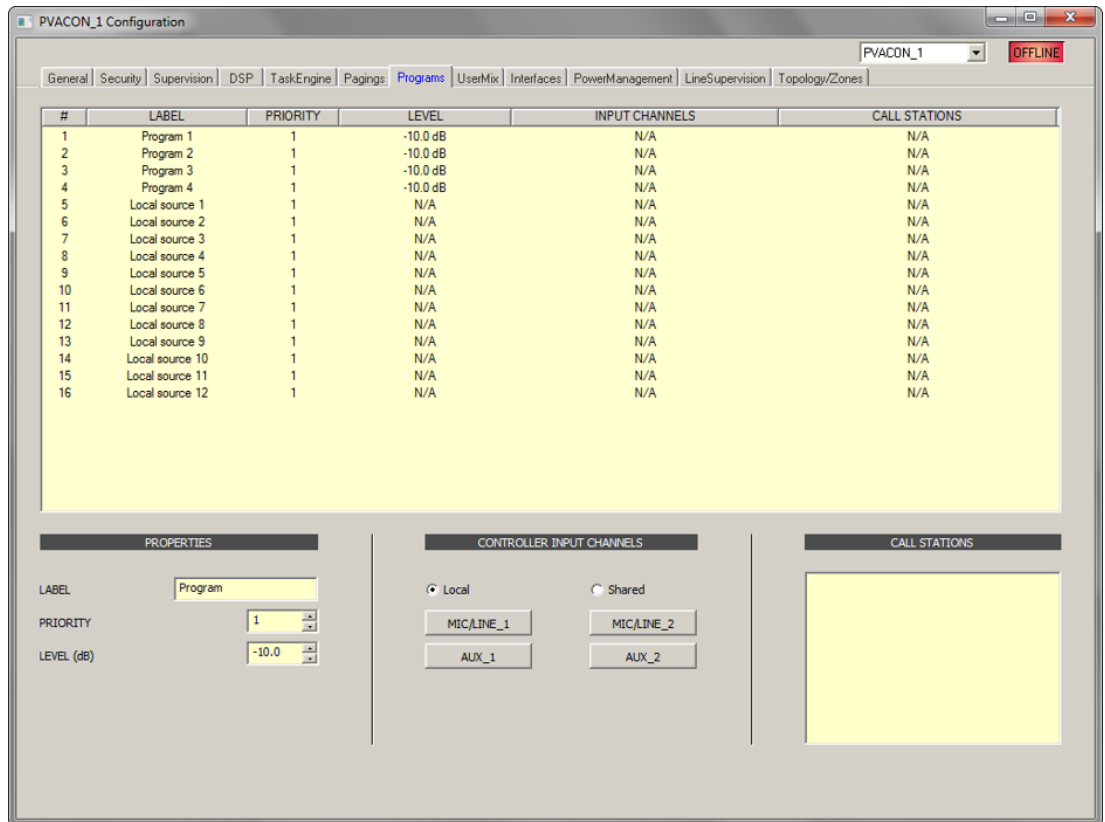 PVACON_1 Configuration
PVACON_1 OFFLINE
General Security Supervision DSP TaskEngine Pagings Programs UserMix Interfaces PowerManagement LineSupervision Topology/Zones
# LABEL PRIORITY LEVEL INPUT CHANNELS CALL STATIONS
1 Program 1 1 -10.0 dB N/A N/A
2 Program 2 1 -10.0 dB N/A N/A
3 Program 3 1 -10.0 dB N/A N/A
4 Program 4 1 -10.0 dB N/A N/A
5 Local source 1 1 N/A N/A N/A
6 Local source 2 1 N/A N/A N/A
7 Local source 3 1 N/A N/A N/A
8 Local source 4 1 N/A N/A N/A
9 Local source 5 1 N/A N/A N/A
10 Local source 6 1 N/A N/A N/A
11 Local source 7 1 N/A N/A N/A
12 Local source 8 1 N/A N/A N/A
13 Local source 9 1 N/A N/A N/A
14 Local source 10 1 N/A N/A N/A
15 Local source 11 1 N/A N/A N/A
16 Local source 12 1 N/A N/A N/A
PROPERTIES CONTROLLER INPUT CHANNELS CALL STATIONS
LABEL Program Local Shared
PRIORITY 1 MIC/LINE_1 MIC/LINE_2
LEVEL (dB) -10.0 AUX_1 AUX_2